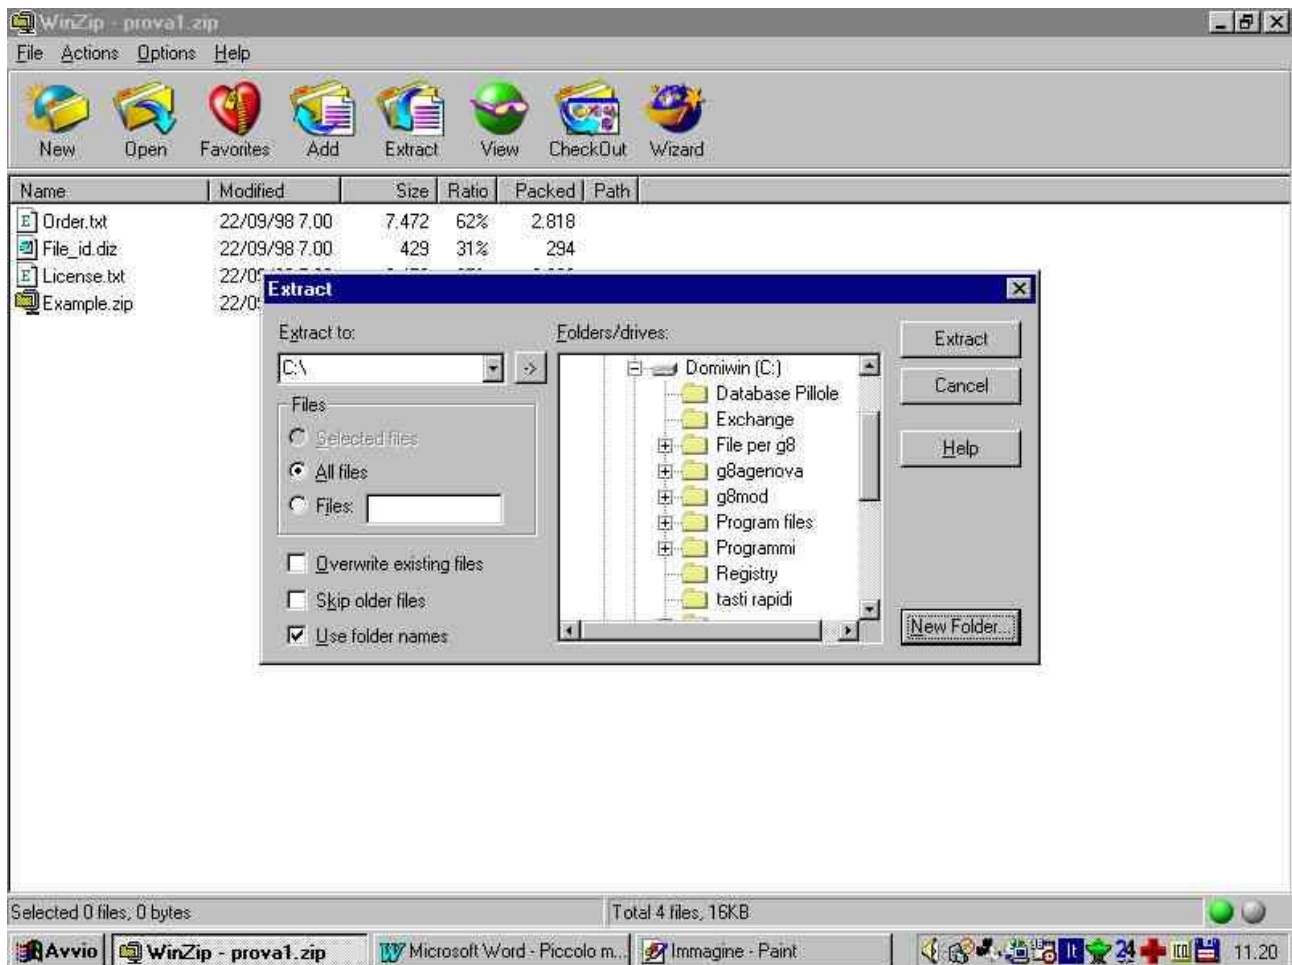 WinZip - prova1.zip
File Actions Options Help
New Open Favorites Add Extract View CheckOut Wizard
Name Modified Size Ratio Packed Path
Order.txt 22/09/98 7.00 7.472 62% 2.818
File_id.diz 22/09/98 7.00 429 31% 294
License.txt
Example.zip
Extract
Extract to:
C:\
->
Files
Selected files
All files
Files:
Overwrite existing files
Skip older files
Use folder names
Folders/drives:
Domiwin (C:)
Database Pillole
Exchange
File per g8
g8agenova
g8mod
Program files
Programmi
Registry
tasti rapidi
Extract
Cancel
Help
New Folder...
Selected 0 files, 0 bytes
Total 4 files, 16KB
Avvio
WinZip - prova1.zip
Microsoft Word - Piccolo m...
Immagine - Paint
It
24
11.20